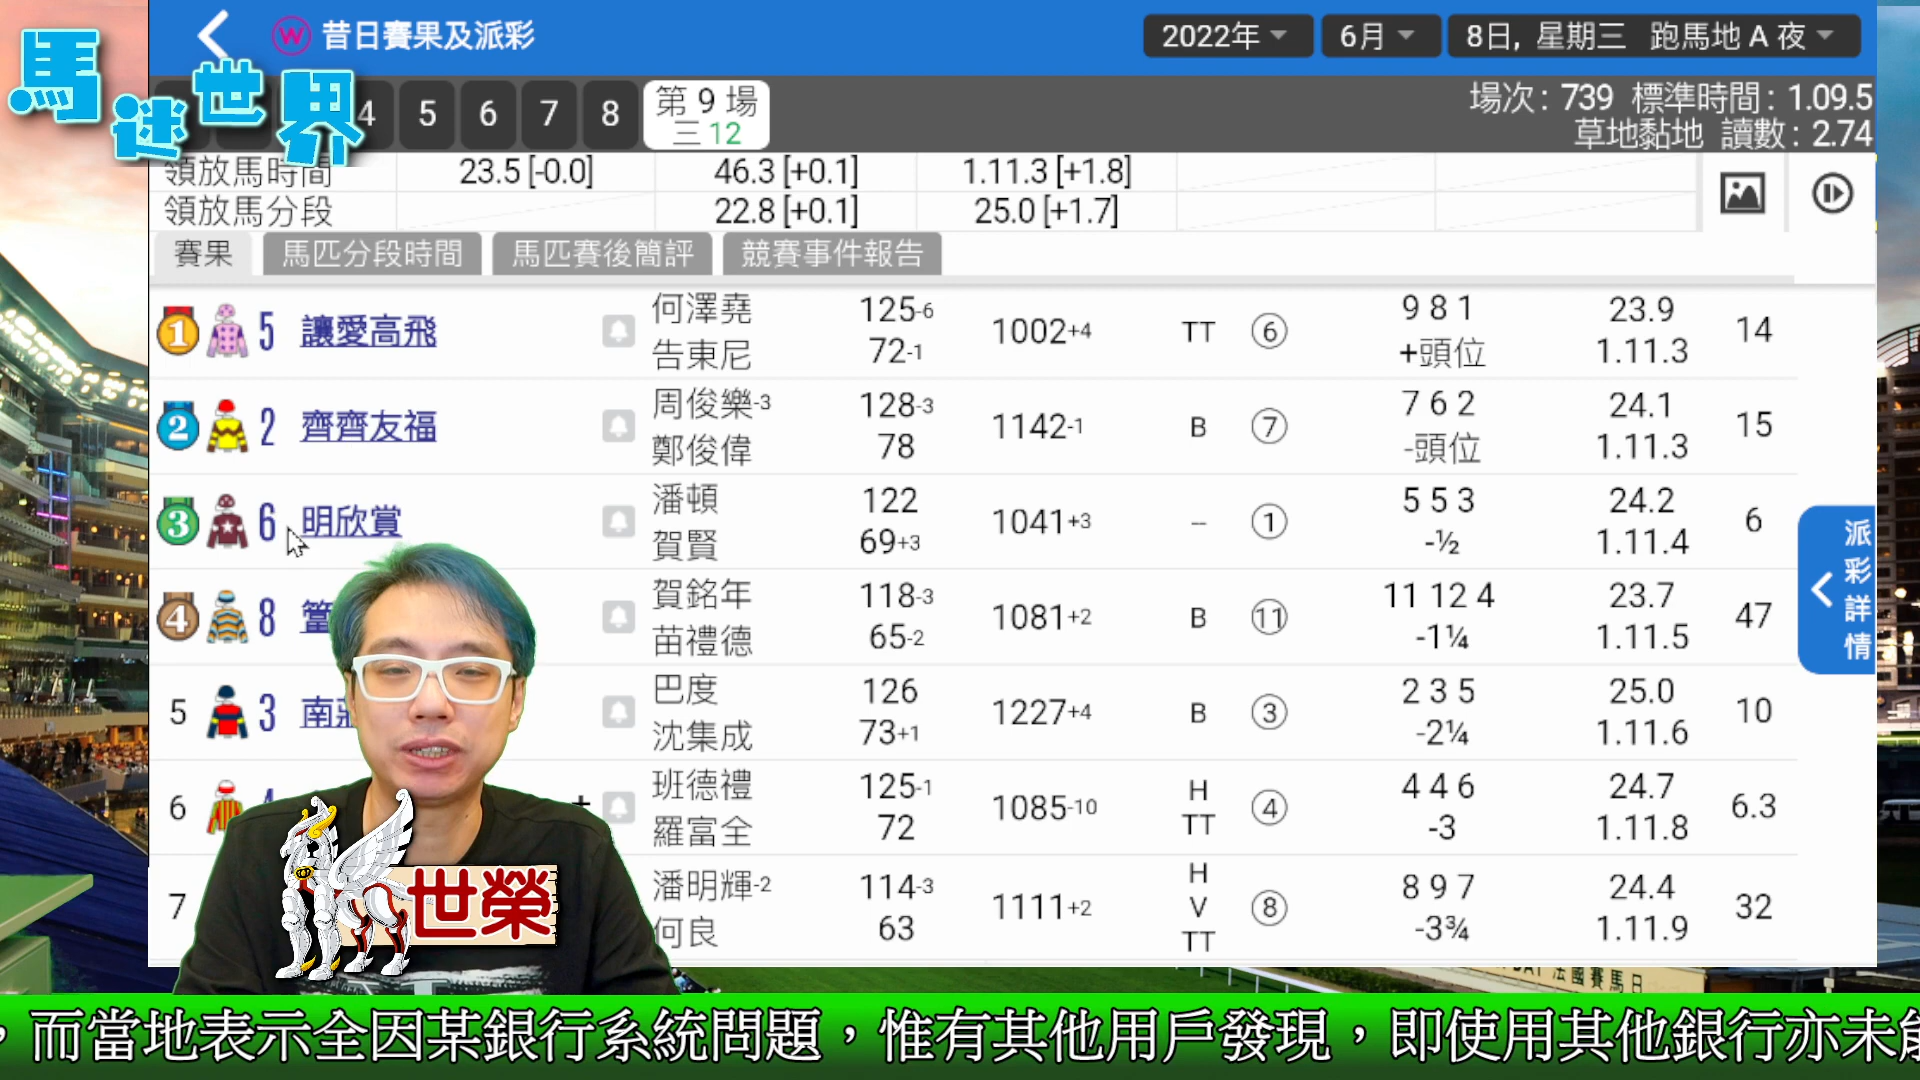 馬迷世界
昔日賽果及派彩
2022年
6月
8日, 星期三 跑馬地 A 夜
4 5 6 7 8
第 9 場
三 12
場次 : 739 標準時間 : 1.09.5
草地黏地 讀數 : 2.74
領放馬時間 23.5 [-0.0] 46.3 [+0.1] 1.11.3 [+1.8]
領放馬分段 22.8 [+0.1] 25.0 [+1.7]
賽果 馬匹分段時間 馬匹賽後簡評 競賽事件報告
1 5 讓愛高飛 何澤堯 125-6 1002+4 TT 6 9 8 1 23.9 14
告東尼 72-1 +頭位 1.11.3
2 2 齊齊友福 周俊樂-3 128-3 1142-1 B 7 7 6 2 24.1 15
鄭俊偉 78 -頭位 1.11.3
3 6 明欣賞 潘頓 122 1041+3 -- 1 5 5 3 24.2 6
賀賢 69+3 -½ 1.11.4
4 8 賀銘年 118-3 1081+2 B 11 11 12 4 23.7 47
苗禮德 65-2 -1¼ 1.11.5
5 3 南 巴度 126 1227+4 B 3 2 3 5 25.0 10
沈集成 73+1 -2¼ 1.11.6
6 + 班德禮 125-1 1085-10 H TT 4 4 4 6 24.7 6.3
羅富全 72 -3 1.11.8
7 潘明輝-2 114-3 1111+2 H V TT 8 8 9 7 24.4 32
何良 63 -3¾ 1.11.9
派彩詳情
世榮
法國賽馬日
，而當地表示全因某銀行系統問題，惟有其他用戶發現，即使用其他銀行亦未能